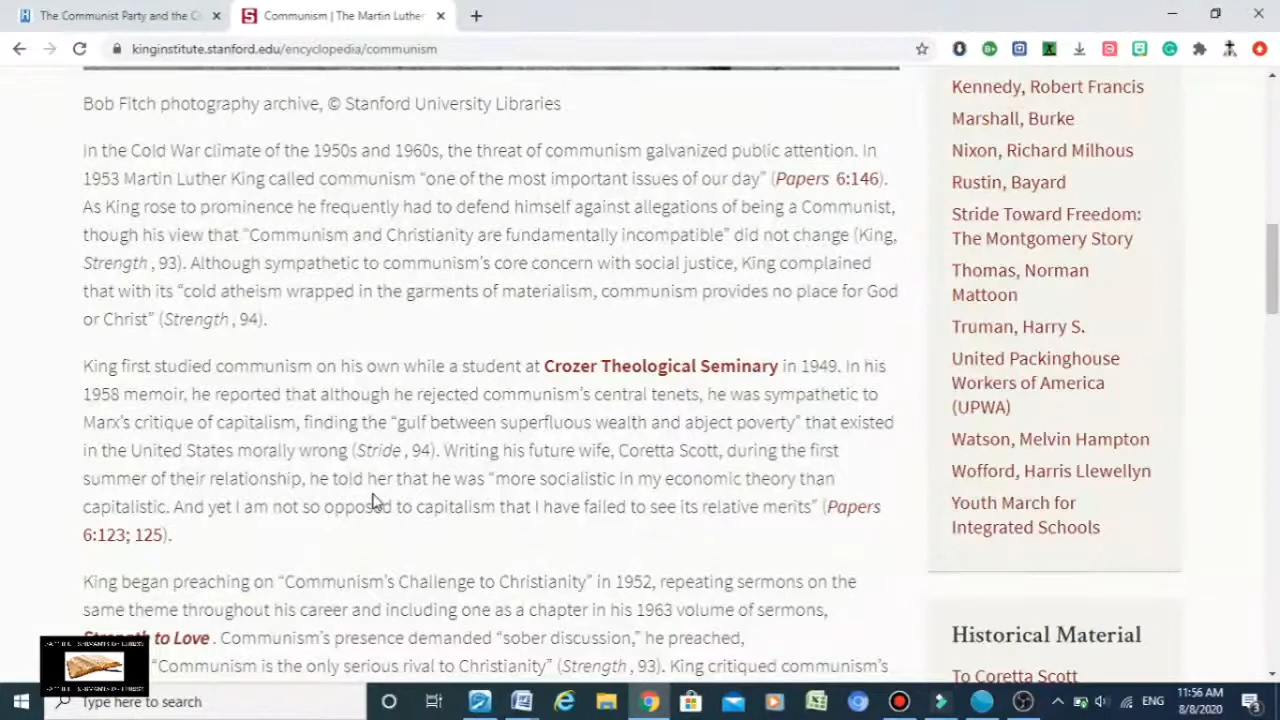 The Communist Party and the C
Communism | The Martin Luther
kinginstitute.stanford.edu/encyclopedia/communism
Bob Fitch photography archive, © Stanford University Libraries
In the Cold War climate of the 1950s and 1960s, the threat of communism galvanized public attention. In
1953 Martin Luther King called communism “one of the most important issues of our day” (Papers 6:146).
As King rose to prominence he frequently had to defend himself against allegations of being a Communist,
though his view that “Communism and Christianity are fundamentally incompatible” did not change (King,
Strength , 93). Although sympathetic to communism’s core concern with social justice, King complained
that with its “cold atheism wrapped in the garments of materialism, communism provides no place for God
or Christ” (Strength , 94).
King first studied communism on his own while a student at Crozer Theological Seminary in 1949. In his
1958 memoir, he reported that although he rejected communism’s central tenets, he was sympathetic to
Marx’s critique of capitalism, finding the “gulf between superfluous wealth and abject poverty” that existed
in the United States morally wrong (Stride , 94). Writing his future wife, Coretta Scott, during the first
summer of their relationship, he told her that he was “more socialistic in my economic theory than
capitalistic. And yet I am not so opposed to capitalism that I have failed to see its relative merits” (Papers
6:123; 125).
King began preaching on “Communism’s Challenge to Christianity” in 1952, repeating sermons on the
same theme throughout his career and including one as a chapter in his 1963 volume of sermons,
Strength to Love . Communism’s presence demanded “sober discussion,” he preached,
“Communism is the only serious rival to Christianity” (Strength , 93). King critiqued communism’s
Kennedy, Robert Francis
Marshall, Burke
Nixon, Richard Milhous
Rustin, Bayard
Stride Toward Freedom:
The Montgomery Story
Thomas, Norman
Mattoon
Truman, Harry S.
United Packinghouse
Workers of America
(UPWA)
Watson, Melvin Hampton
Wofford, Harris Llewellyn
Youth March for
Integrated Schools
Historical Material
To Coretta Scott
Type here to search
ENG
11:56 AM
8/8/2020
3